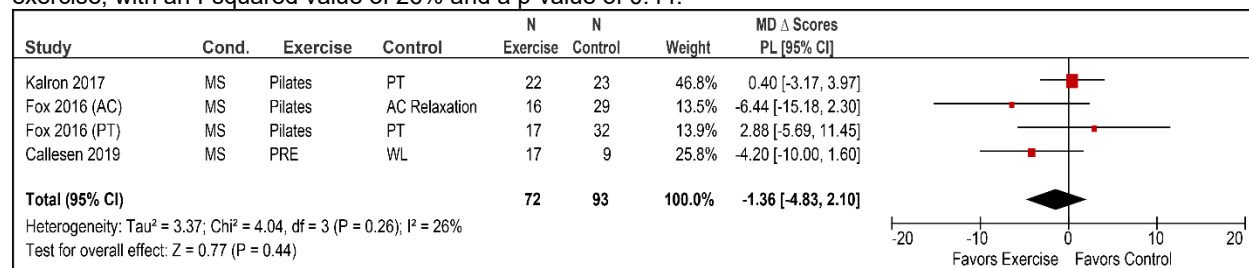 exercise, with an I-squared value of 26% and a p-value of 0.44.
N N MD Δ Scores
Study Cond. Exercise Control Exercise Control Weight PL [95% CI]
Kalron 2017 MS Pilates PT 22 23 46.8% 0.40 [-3.17, 3.97]
Fox 2016 (AC) MS Pilates AC Relaxation 16 29 13.5% -6.44 [-15.18, 2.30]
Fox 2016 (PT) MS Pilates PT 17 32 13.9% 2.88 [-5.69, 11.45]
Callesen 2019 MS PRE WL 17 9 25.8% -4.20 [-10.00, 1.60]
Total (95% CI) 72 93 100.0% -1.36 [-4.83, 2.10]
Heterogeneity: Tau² = 3.37; Chi² = 4.04, df = 3 (P = 0.26); I² = 26%
Test for overall effect: Z = 0.77 (P = 0.44)
-20 -10 0 10 20
Favors Exercise Favors Control